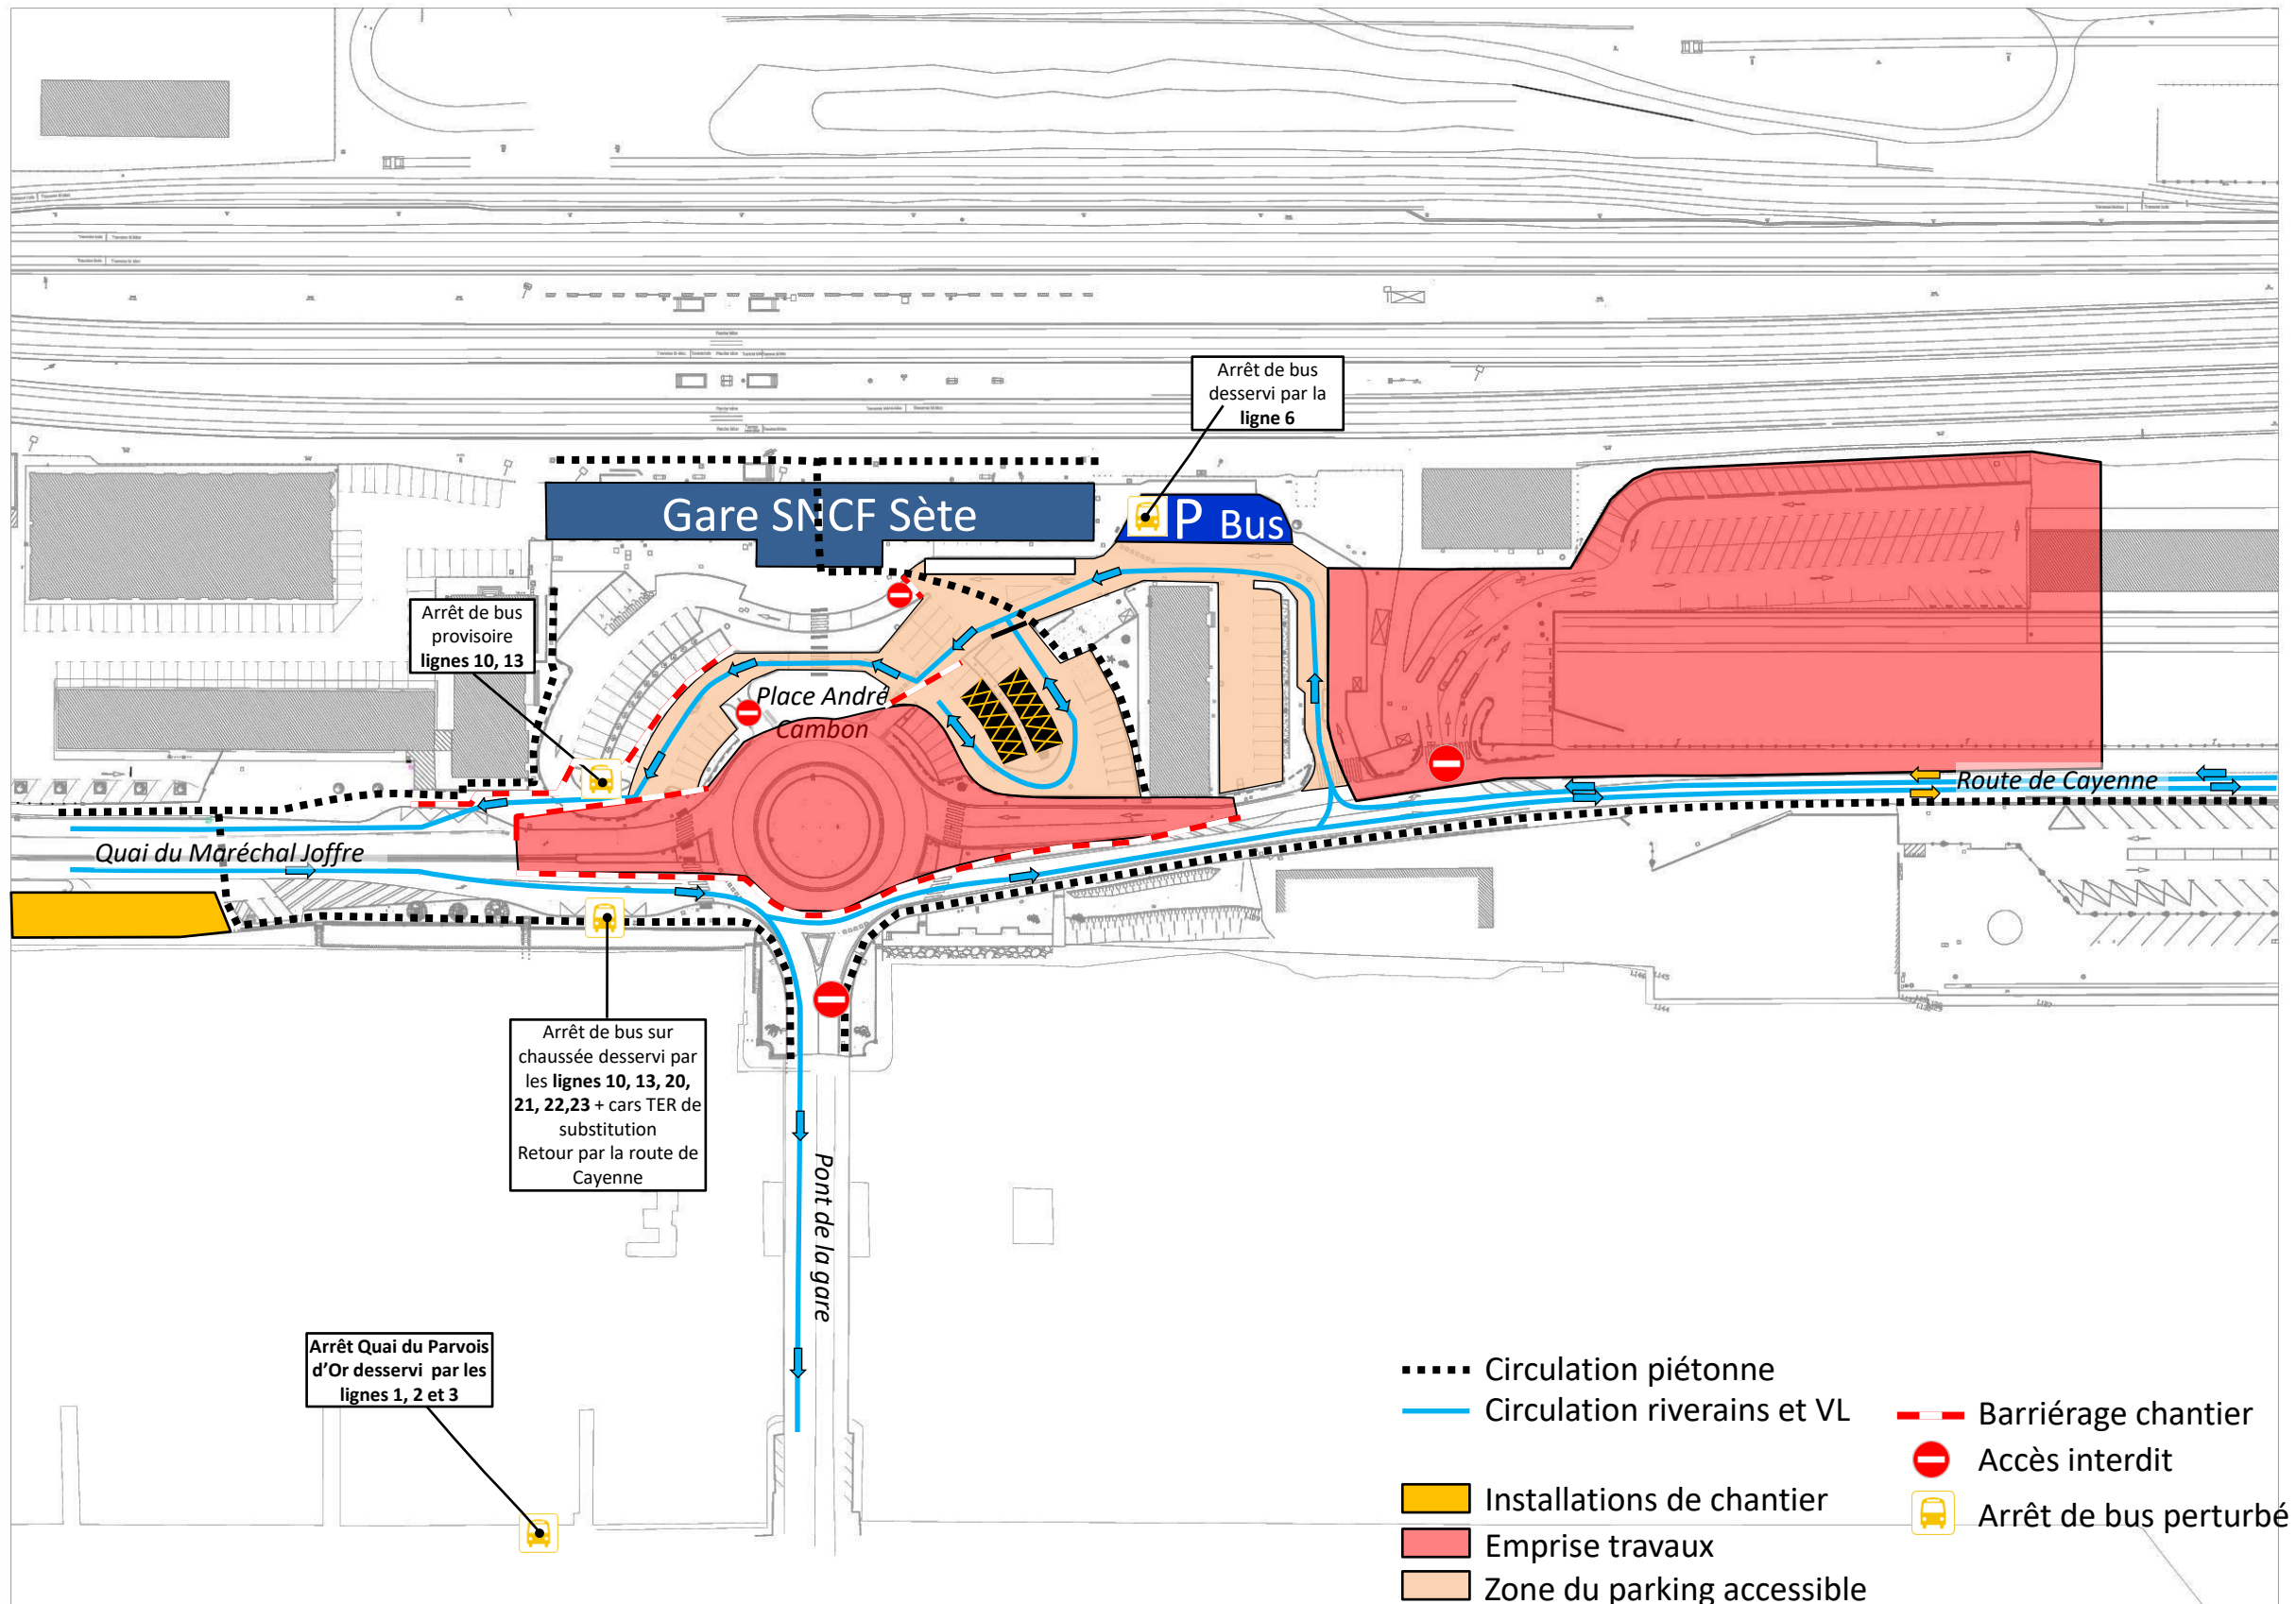 Arrêt de bus
desservi par la
ligne 6
Gare SNCF Sète
P Bus
Arrêt de bus
provisoire
lignes 10, 13
Place André
Cambon
Route de Cayenne
Quai du Maréchal Joffre
Arrêt de bus sur
chaussée desservi par
les lignes 10, 13, 20,
21, 22,23 + cars TER de
substitution
Retour par la route de
Cayenne
Pont de la gare
Arrêt Quai du Parvois
d’Or desservi par les
lignes 1, 2 et 3
Circulation piétonne
Circulation riverains et VL
Installations de chantier
Emprise travaux
Zone du parking accessible
Barriérage chantier
Accès interdit
Arrêt de bus perturbé